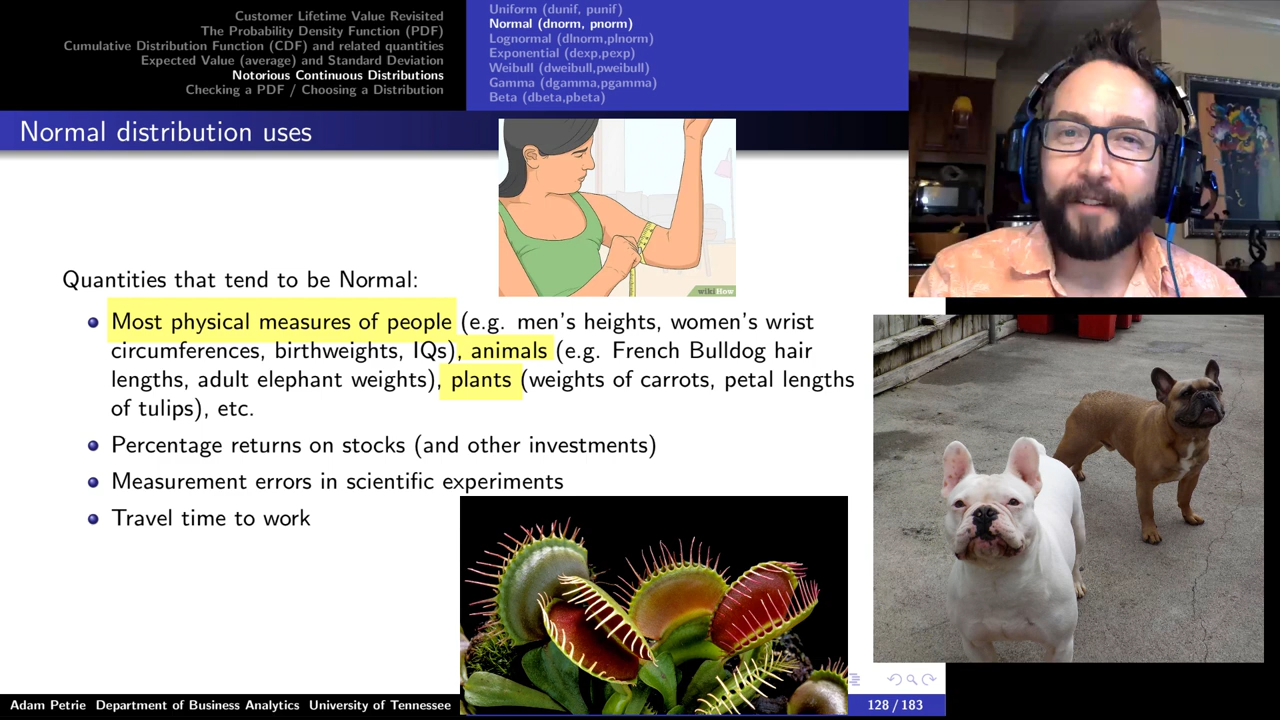 Customer Lifetime Value Revisited
The Probability Density Function (PDF)
Cumulative Distribution Function (CDF) and related quantities
Expected Value (average) and Standard Deviation
Notorious Continuous Distributions
Checking a PDF / Choosing a Distribution
Uniform (dunif, punif)
Normal (dnorm, pnorm)
Lognormal (dlnorm,plnorm)
Exponential (dexp,pexp)
Weibull (dweibull,pweibull)
Gamma (dgamma,pgamma)
Beta (dbeta,pbeta)
Normal distribution uses
wikiHow
Quantities that tend to be Normal:
Most physical measures of people (e.g. men's heights, women's wrist
circumferences, birthweights, IQs), animals (e.g. French Bulldog hair
lengths, adult elephant weights), plants (weights of carrots, petal lengths
of tulips), etc.
Percentage returns on stocks (and other investments)
Measurement errors in scientific experiments
Travel time to work
Adam Petrie Department of Business Analytics University of Tennessee
128 / 183